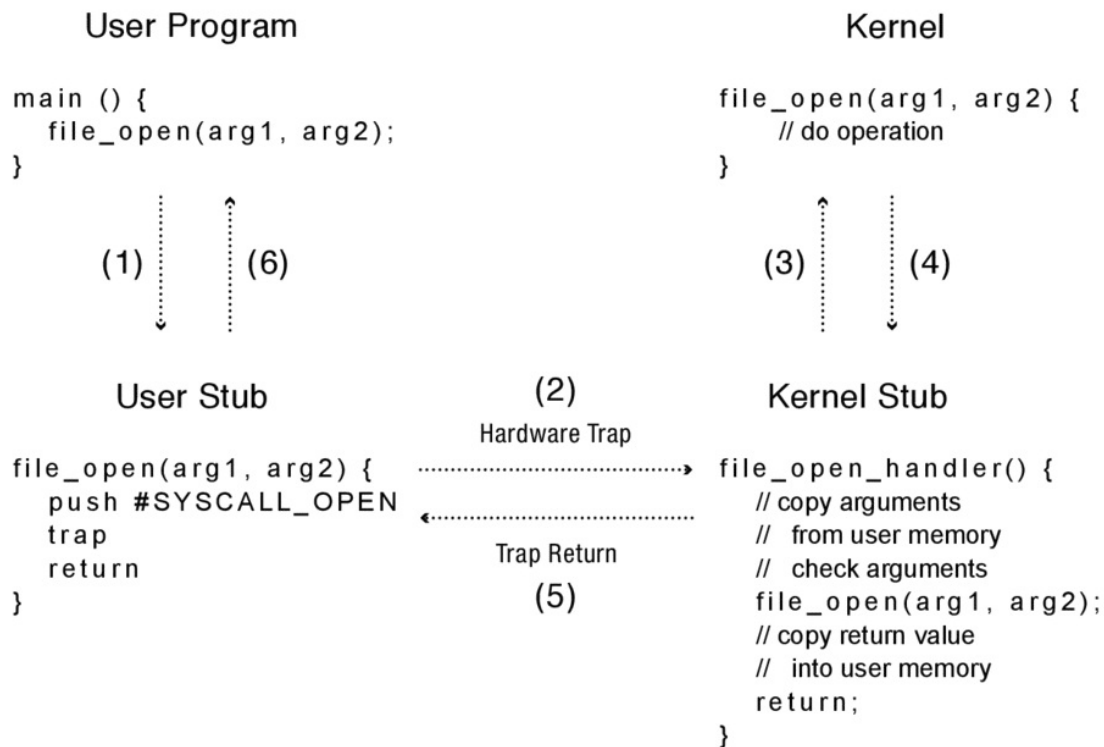 User Program
main () {
file_open(arg1, arg2);
}
Kernel
file_open(arg1, arg2) {
// do operation
}
(1)
(6)
(3)
(4)
User Stub
file_open(arg1, arg2) {
push #SYSCALL_OPEN
trap
return
}
(2)
Hardware Trap
Trap Return
(5)
Kernel Stub
file_open_handler() {
// copy arguments
// from user memory
// check arguments
file_open(arg1, arg2);
// copy return value
// into user memory
return;
}